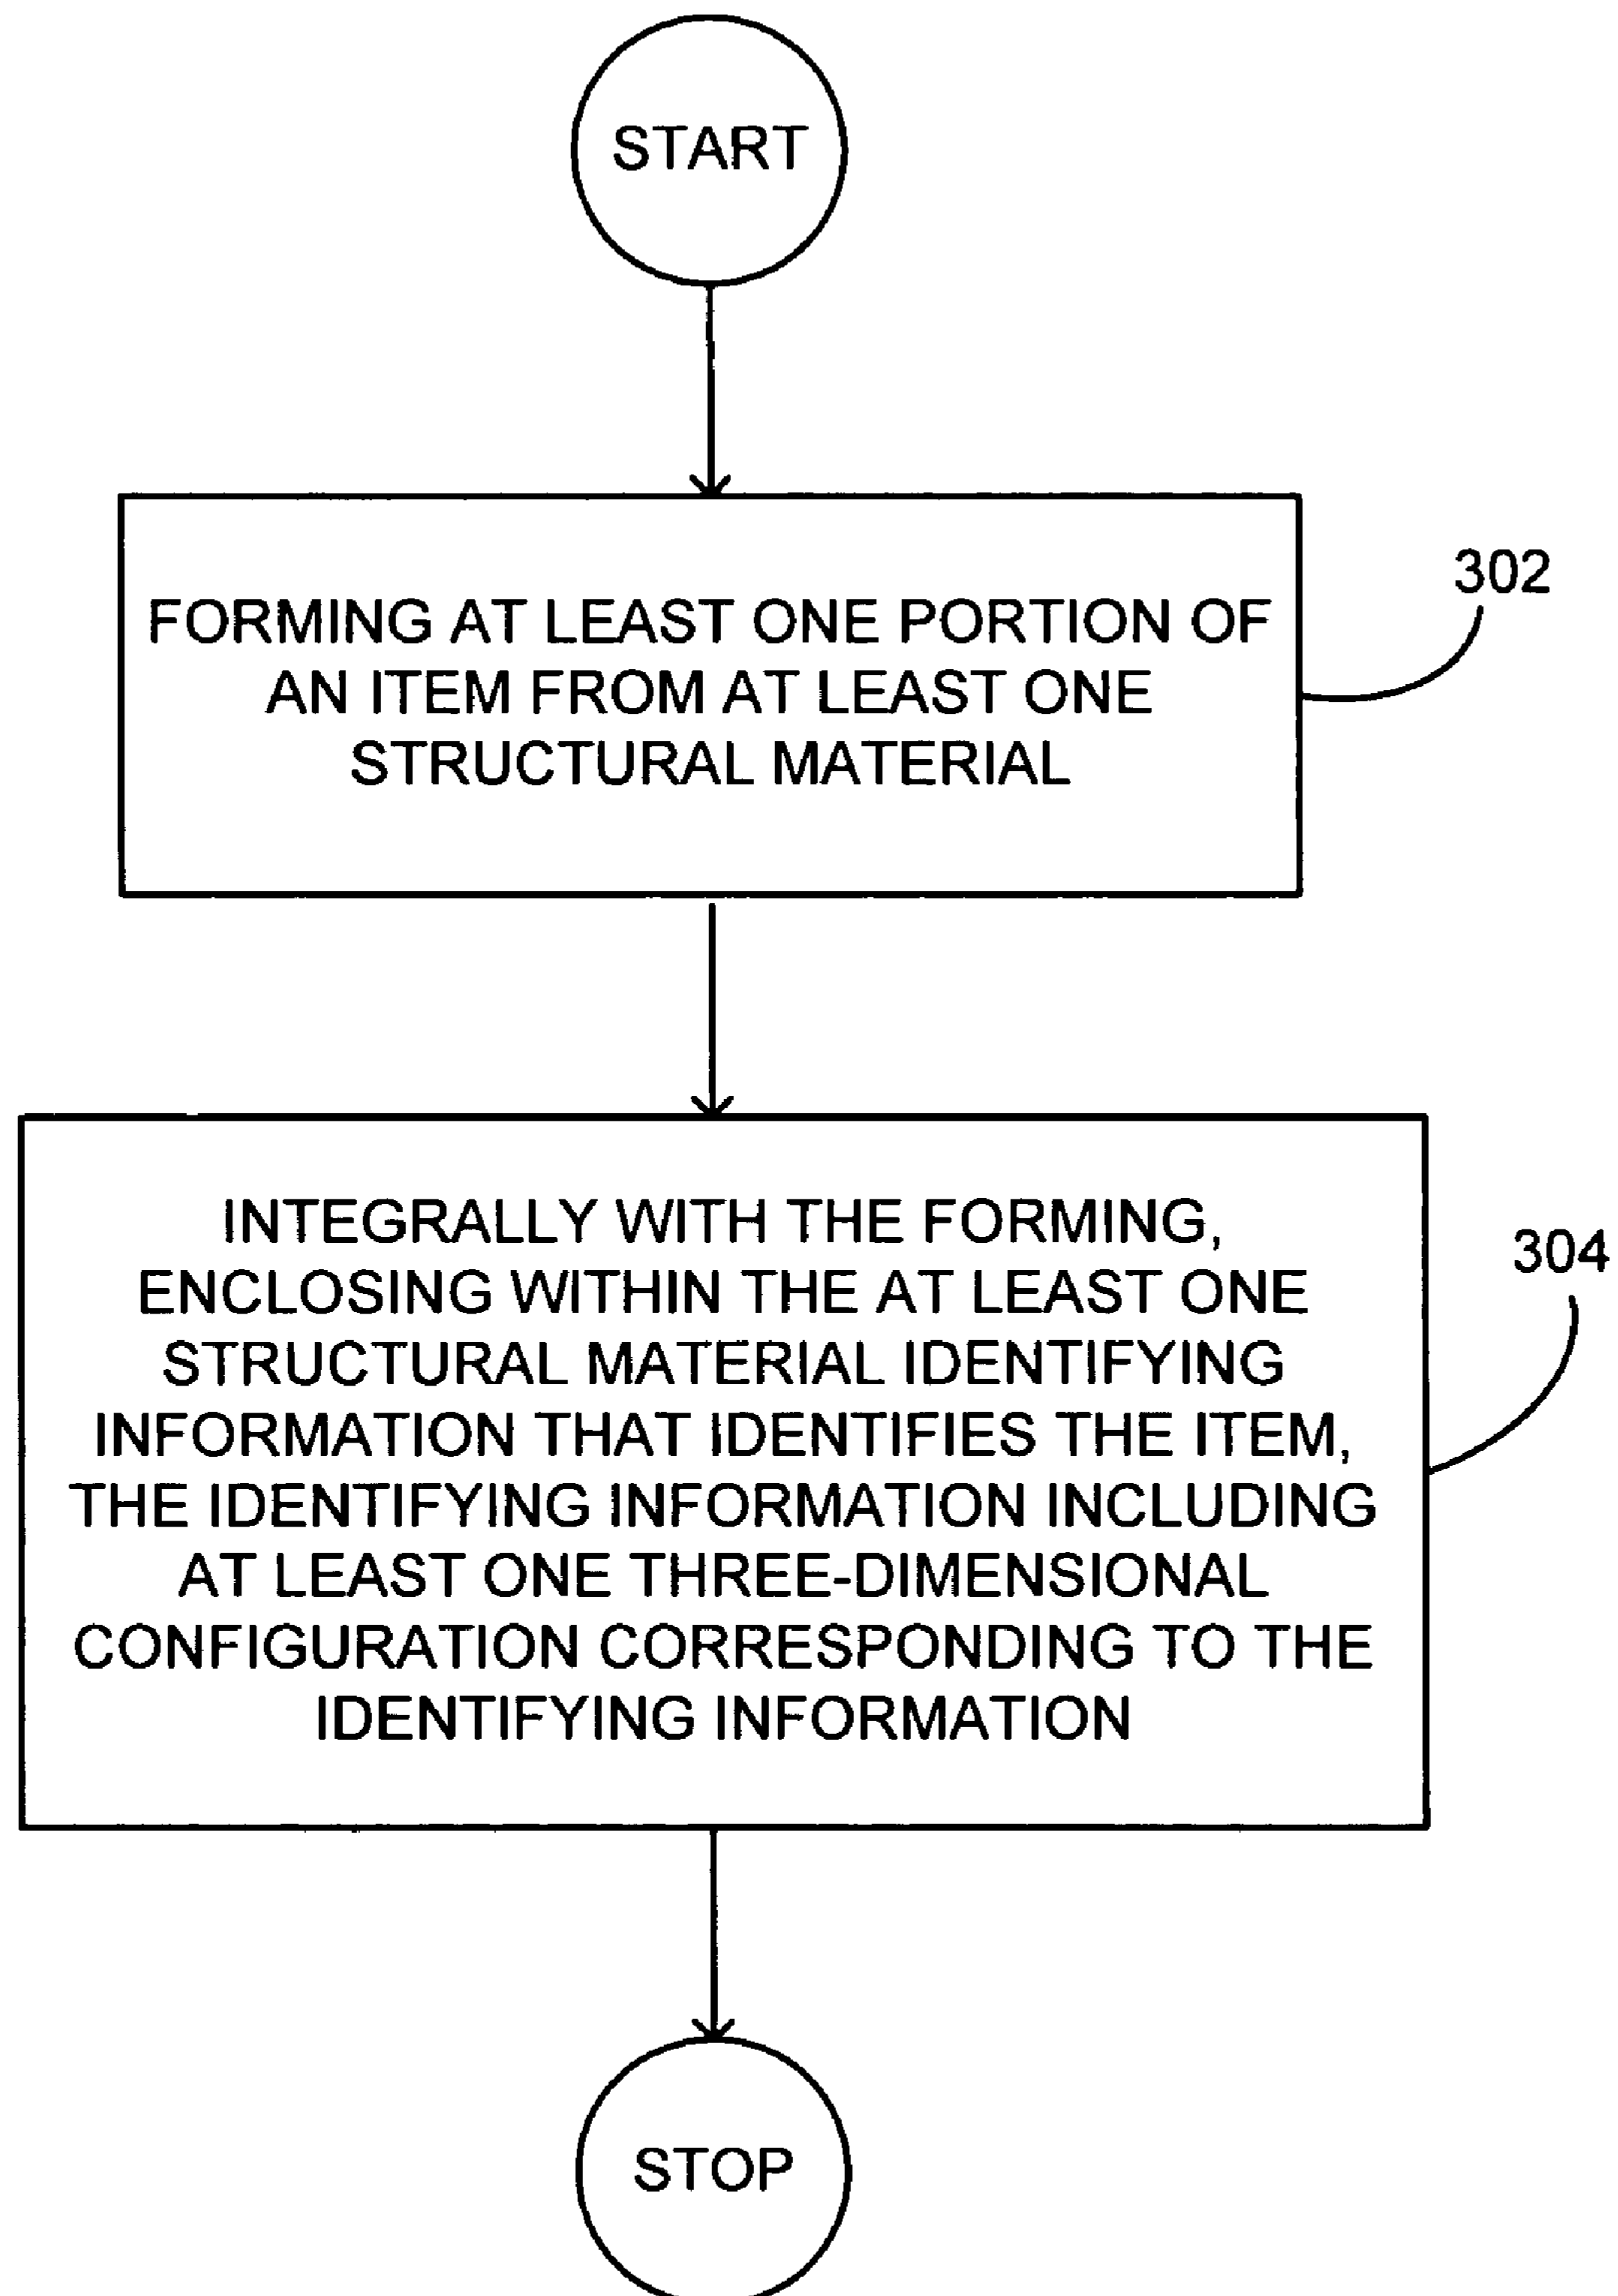 START
FORMING AT LEAST ONE PORTION OF
AN ITEM FROM AT LEAST ONE
STRUCTURAL MATERIAL
302
INTEGRALLY WITH THE FORMING,
ENCLOSING WITHIN THE AT LEAST ONE
STRUCTURAL MATERIAL IDENTIFYING
INFORMATION THAT IDENTIFIES THE ITEM,
THE IDENTIFYING INFORMATION INCLUDING
AT LEAST ONE THREE-DIMENSIONAL
CONFIGURATION CORRESPONDING TO THE
IDENTIFYING INFORMATION
304
STOP